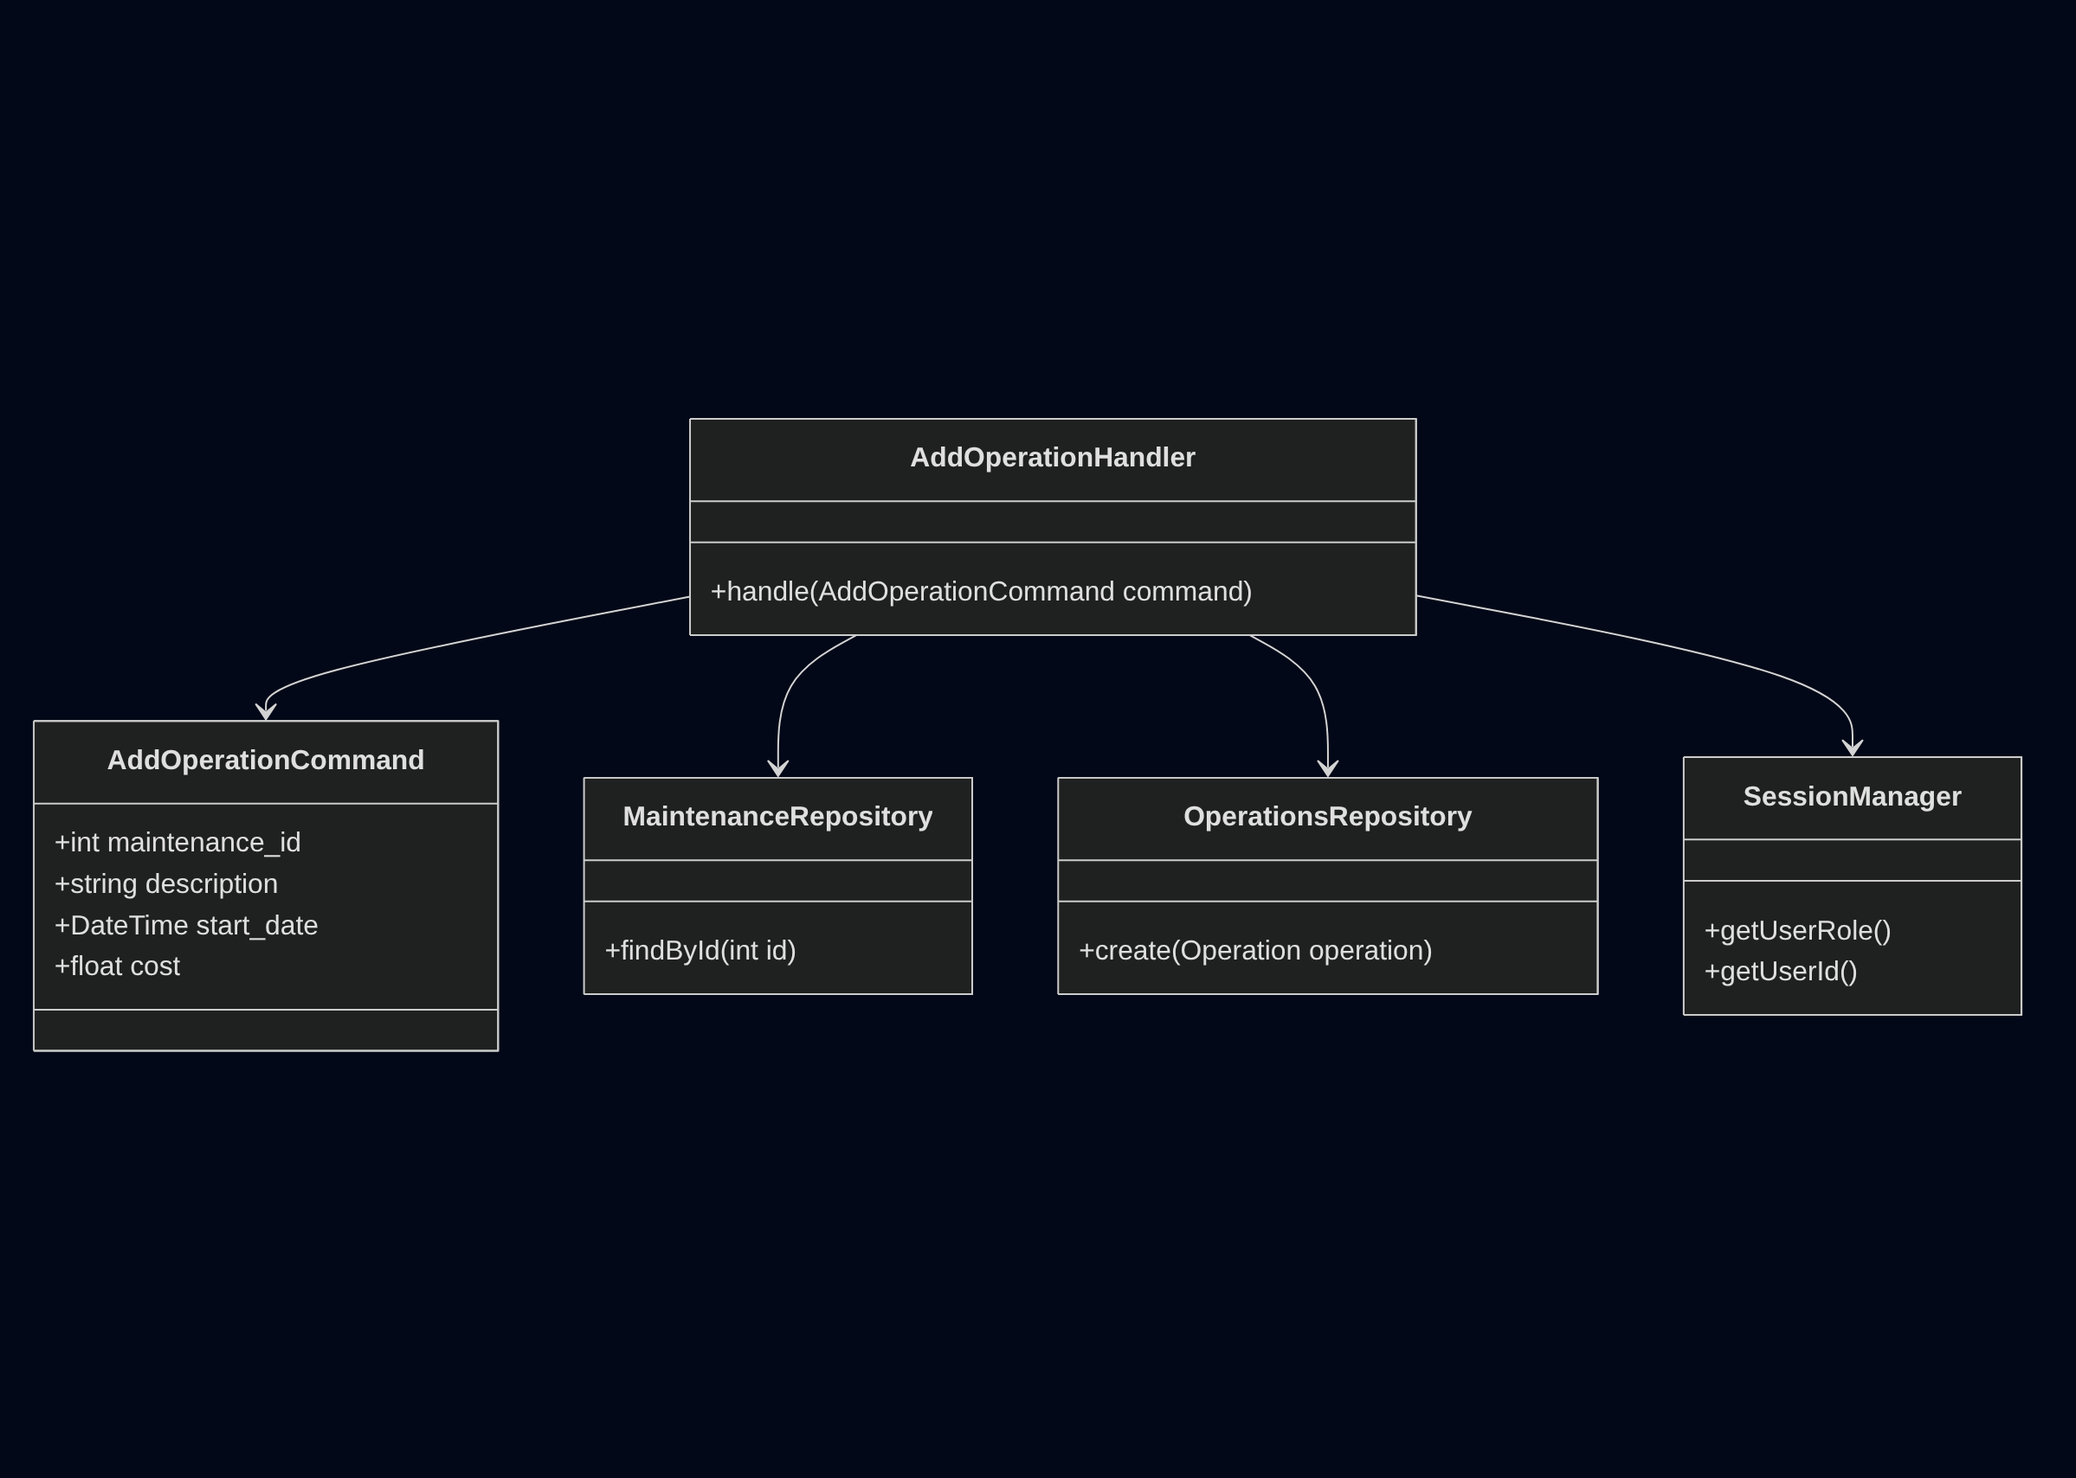 AddOperationHandler
+handle(AddOperationCommand command)
AddOperationCommand
+int maintenance_id
+string description
+DateTime start_date
+float cost
MaintenanceRepository
+findById(int id)
OperationsRepository
+create(Operation operation)
SessionManager
+getUserRole()
+getUserId()